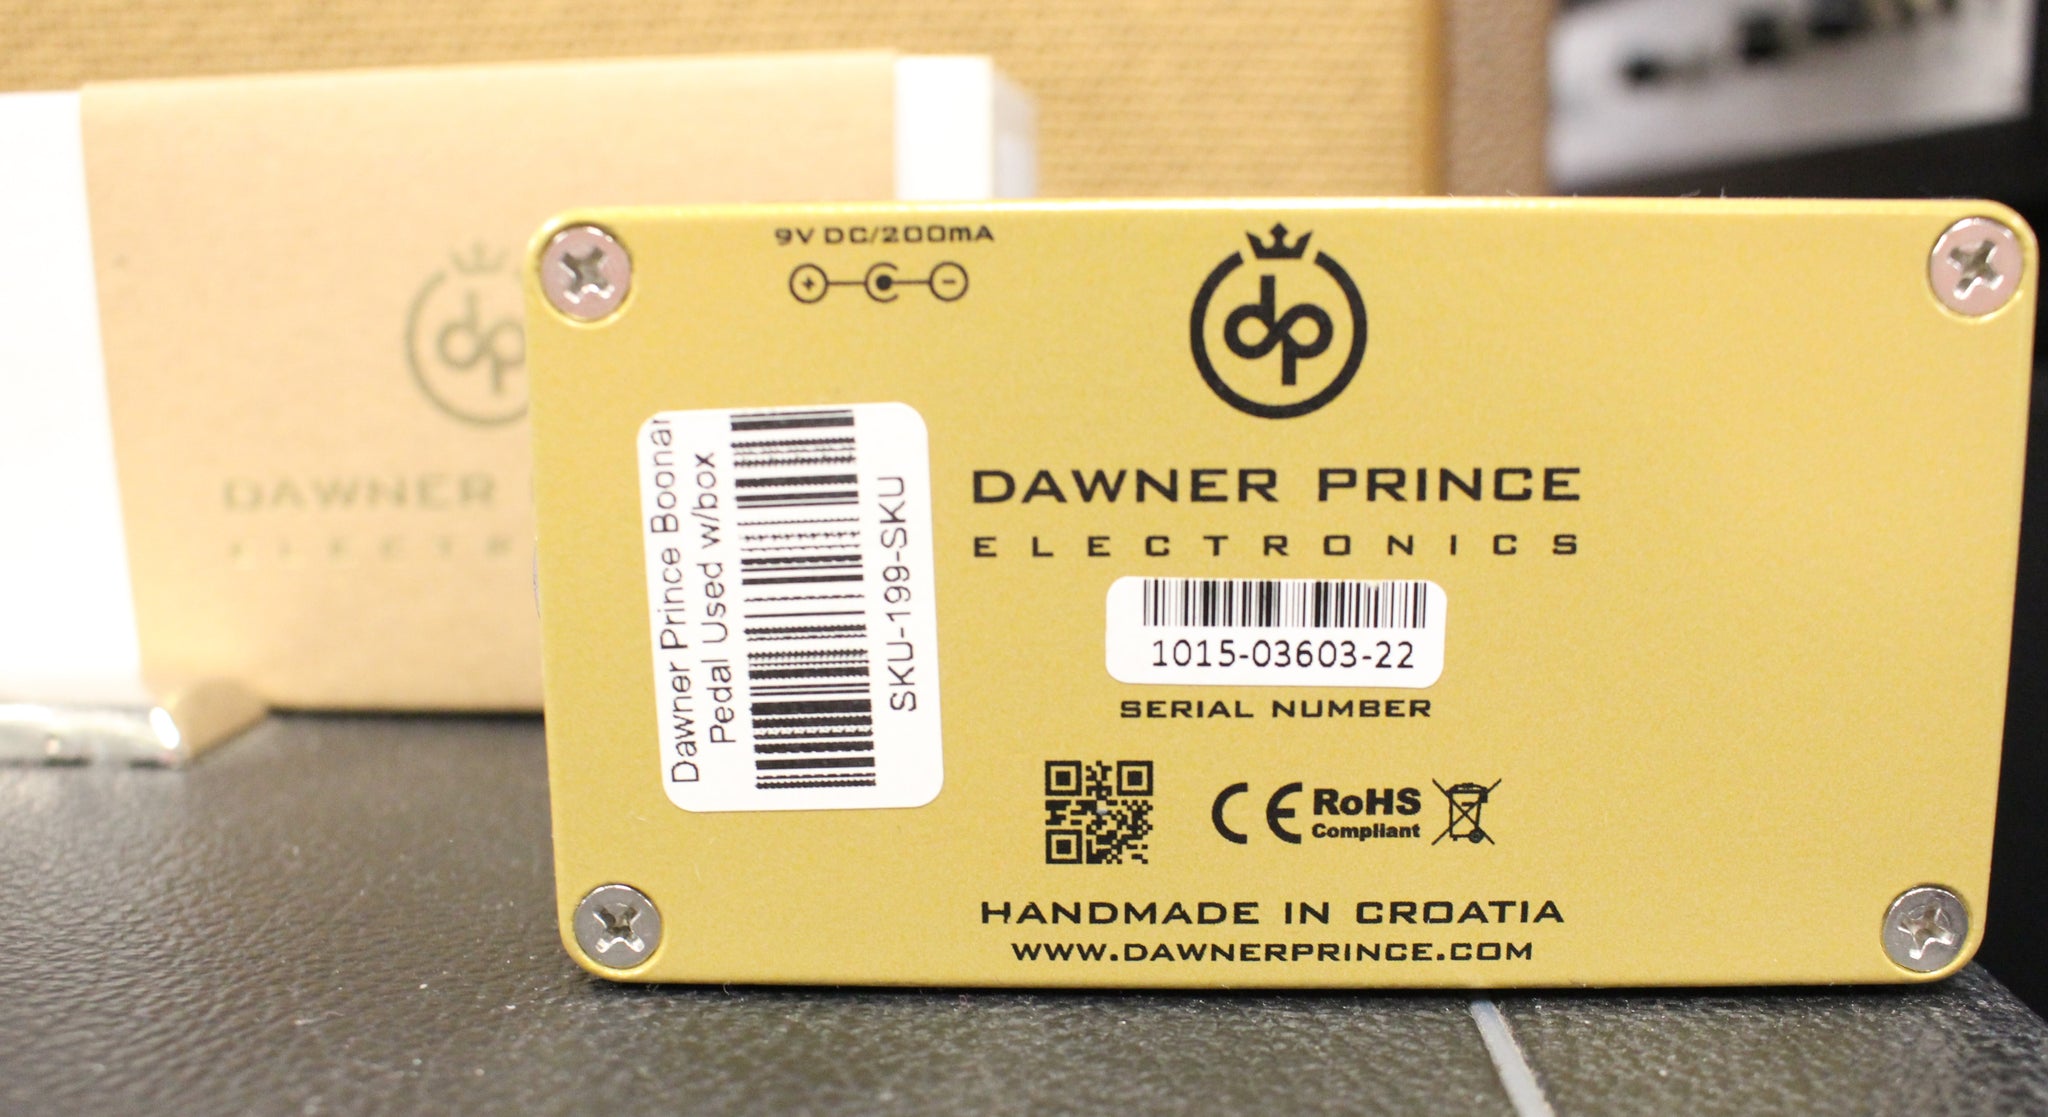 9V DC/200mA
+ -
dp
DAWNER PRINCE
ELECTRONICS
1015-03603-22
SERIAL NUMBER
CE RoHS
Compliant
HANDMADE IN CROATIA
WWW.DAWNERPRINCE.COM
Dawner Prince Boonar
Pedal Used w/box
SKU-199-SKU
dp
DAWNER
ELECTR